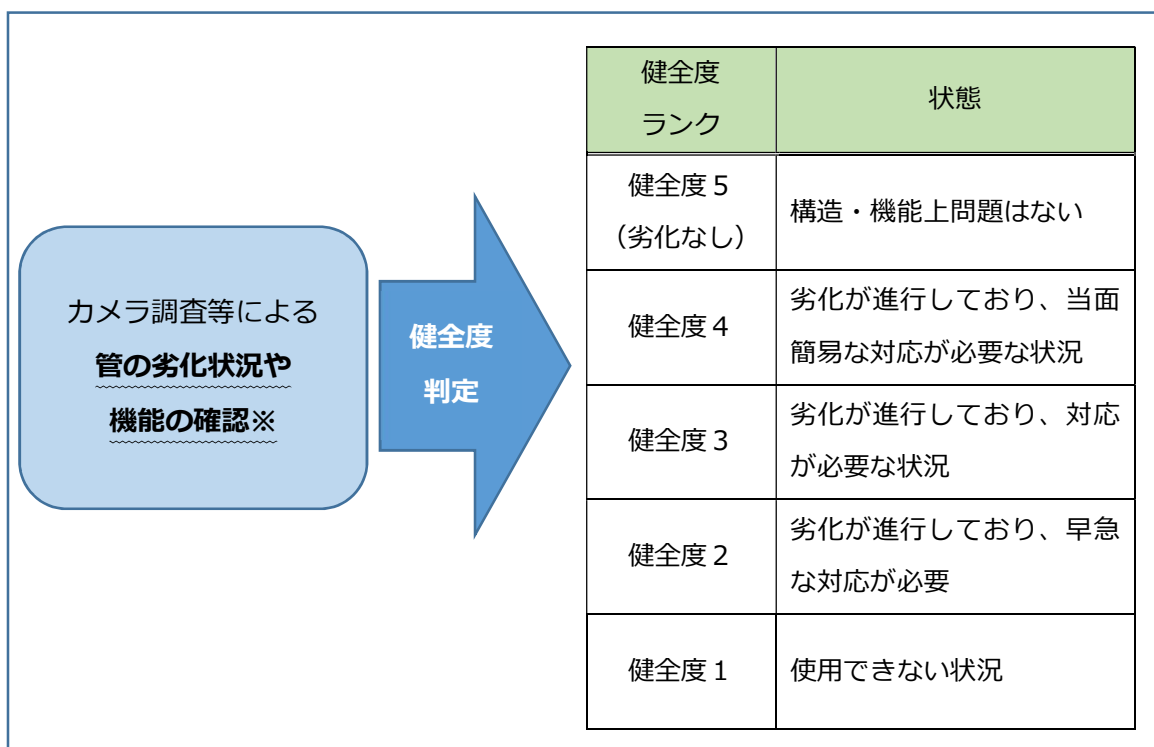 カメラ調査等による
管の劣化状況や
機能の確認※
健全度
判定
健全度
ランク
状態
健全度５
（劣化なし）
構造・機能上問題はない
健全度４
劣化が進行しており、当面
簡易な対応が必要な状況
健全度３
劣化が進行しており、対応
が必要な状況
健全度２
劣化が進行しており、早急
な対応が必要
健全度１
使用できない状況